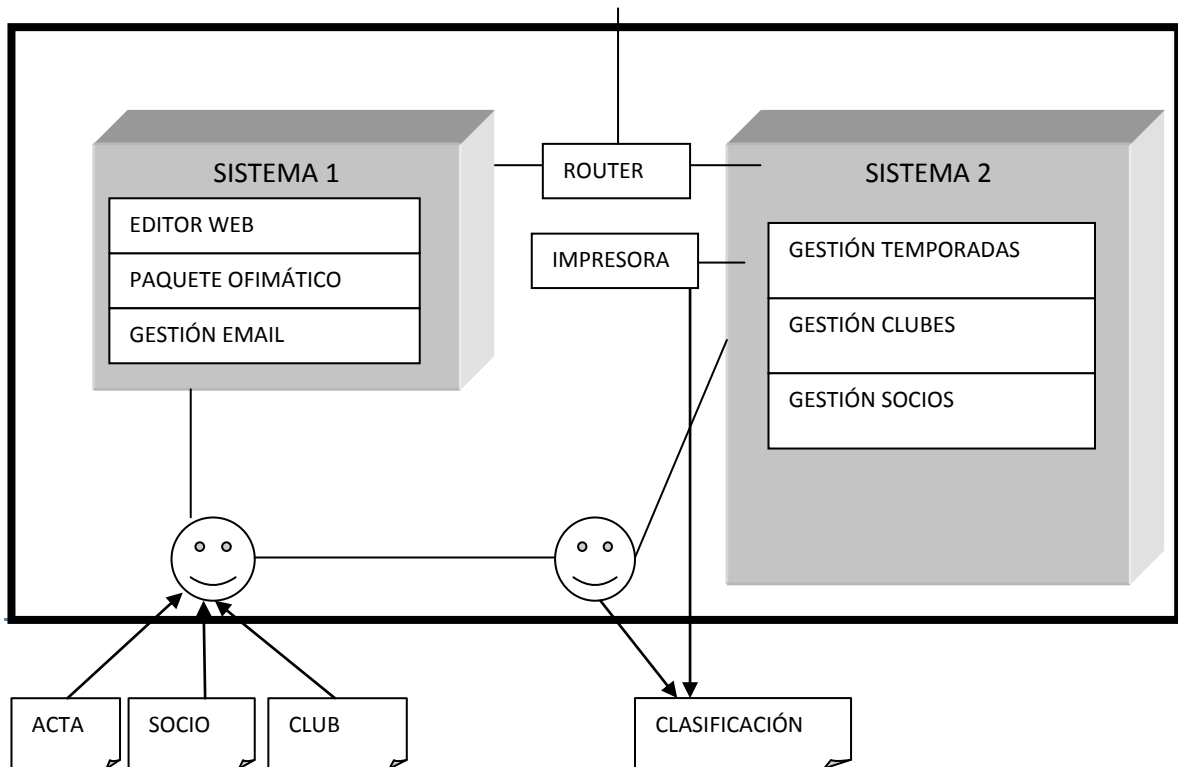 SISTEMA 1
EDITOR WEB
PAQUETE OFIMÁTICO
GESTIÓN EMAIL
ROUTER
IMPRESORA
SISTEMA 2
GESTIÓN TEMPORADAS
GESTIÓN CLUBES
GESTIÓN SOCIOS
ACTA
SOCIO
CLUB
CLASIFICACIÓN